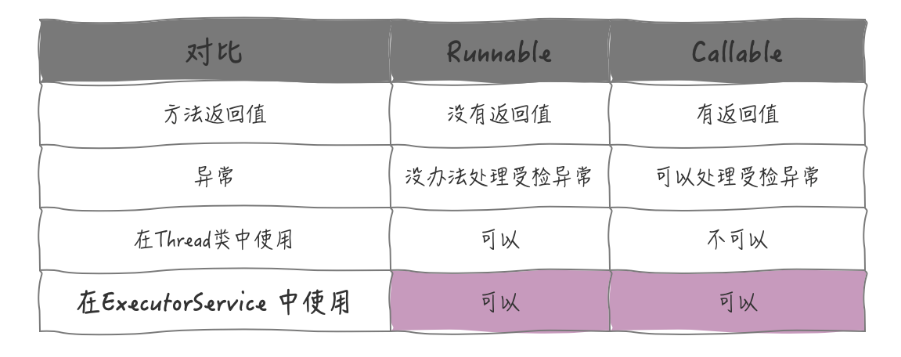 对比 Runnable Callable
方法返回值 没有返回值 有返回值
异常 没办法处理受检异常 可以处理受检异常
在Thread类中使用 可以 不可以
在ExecutorService 中使用 可以 可以